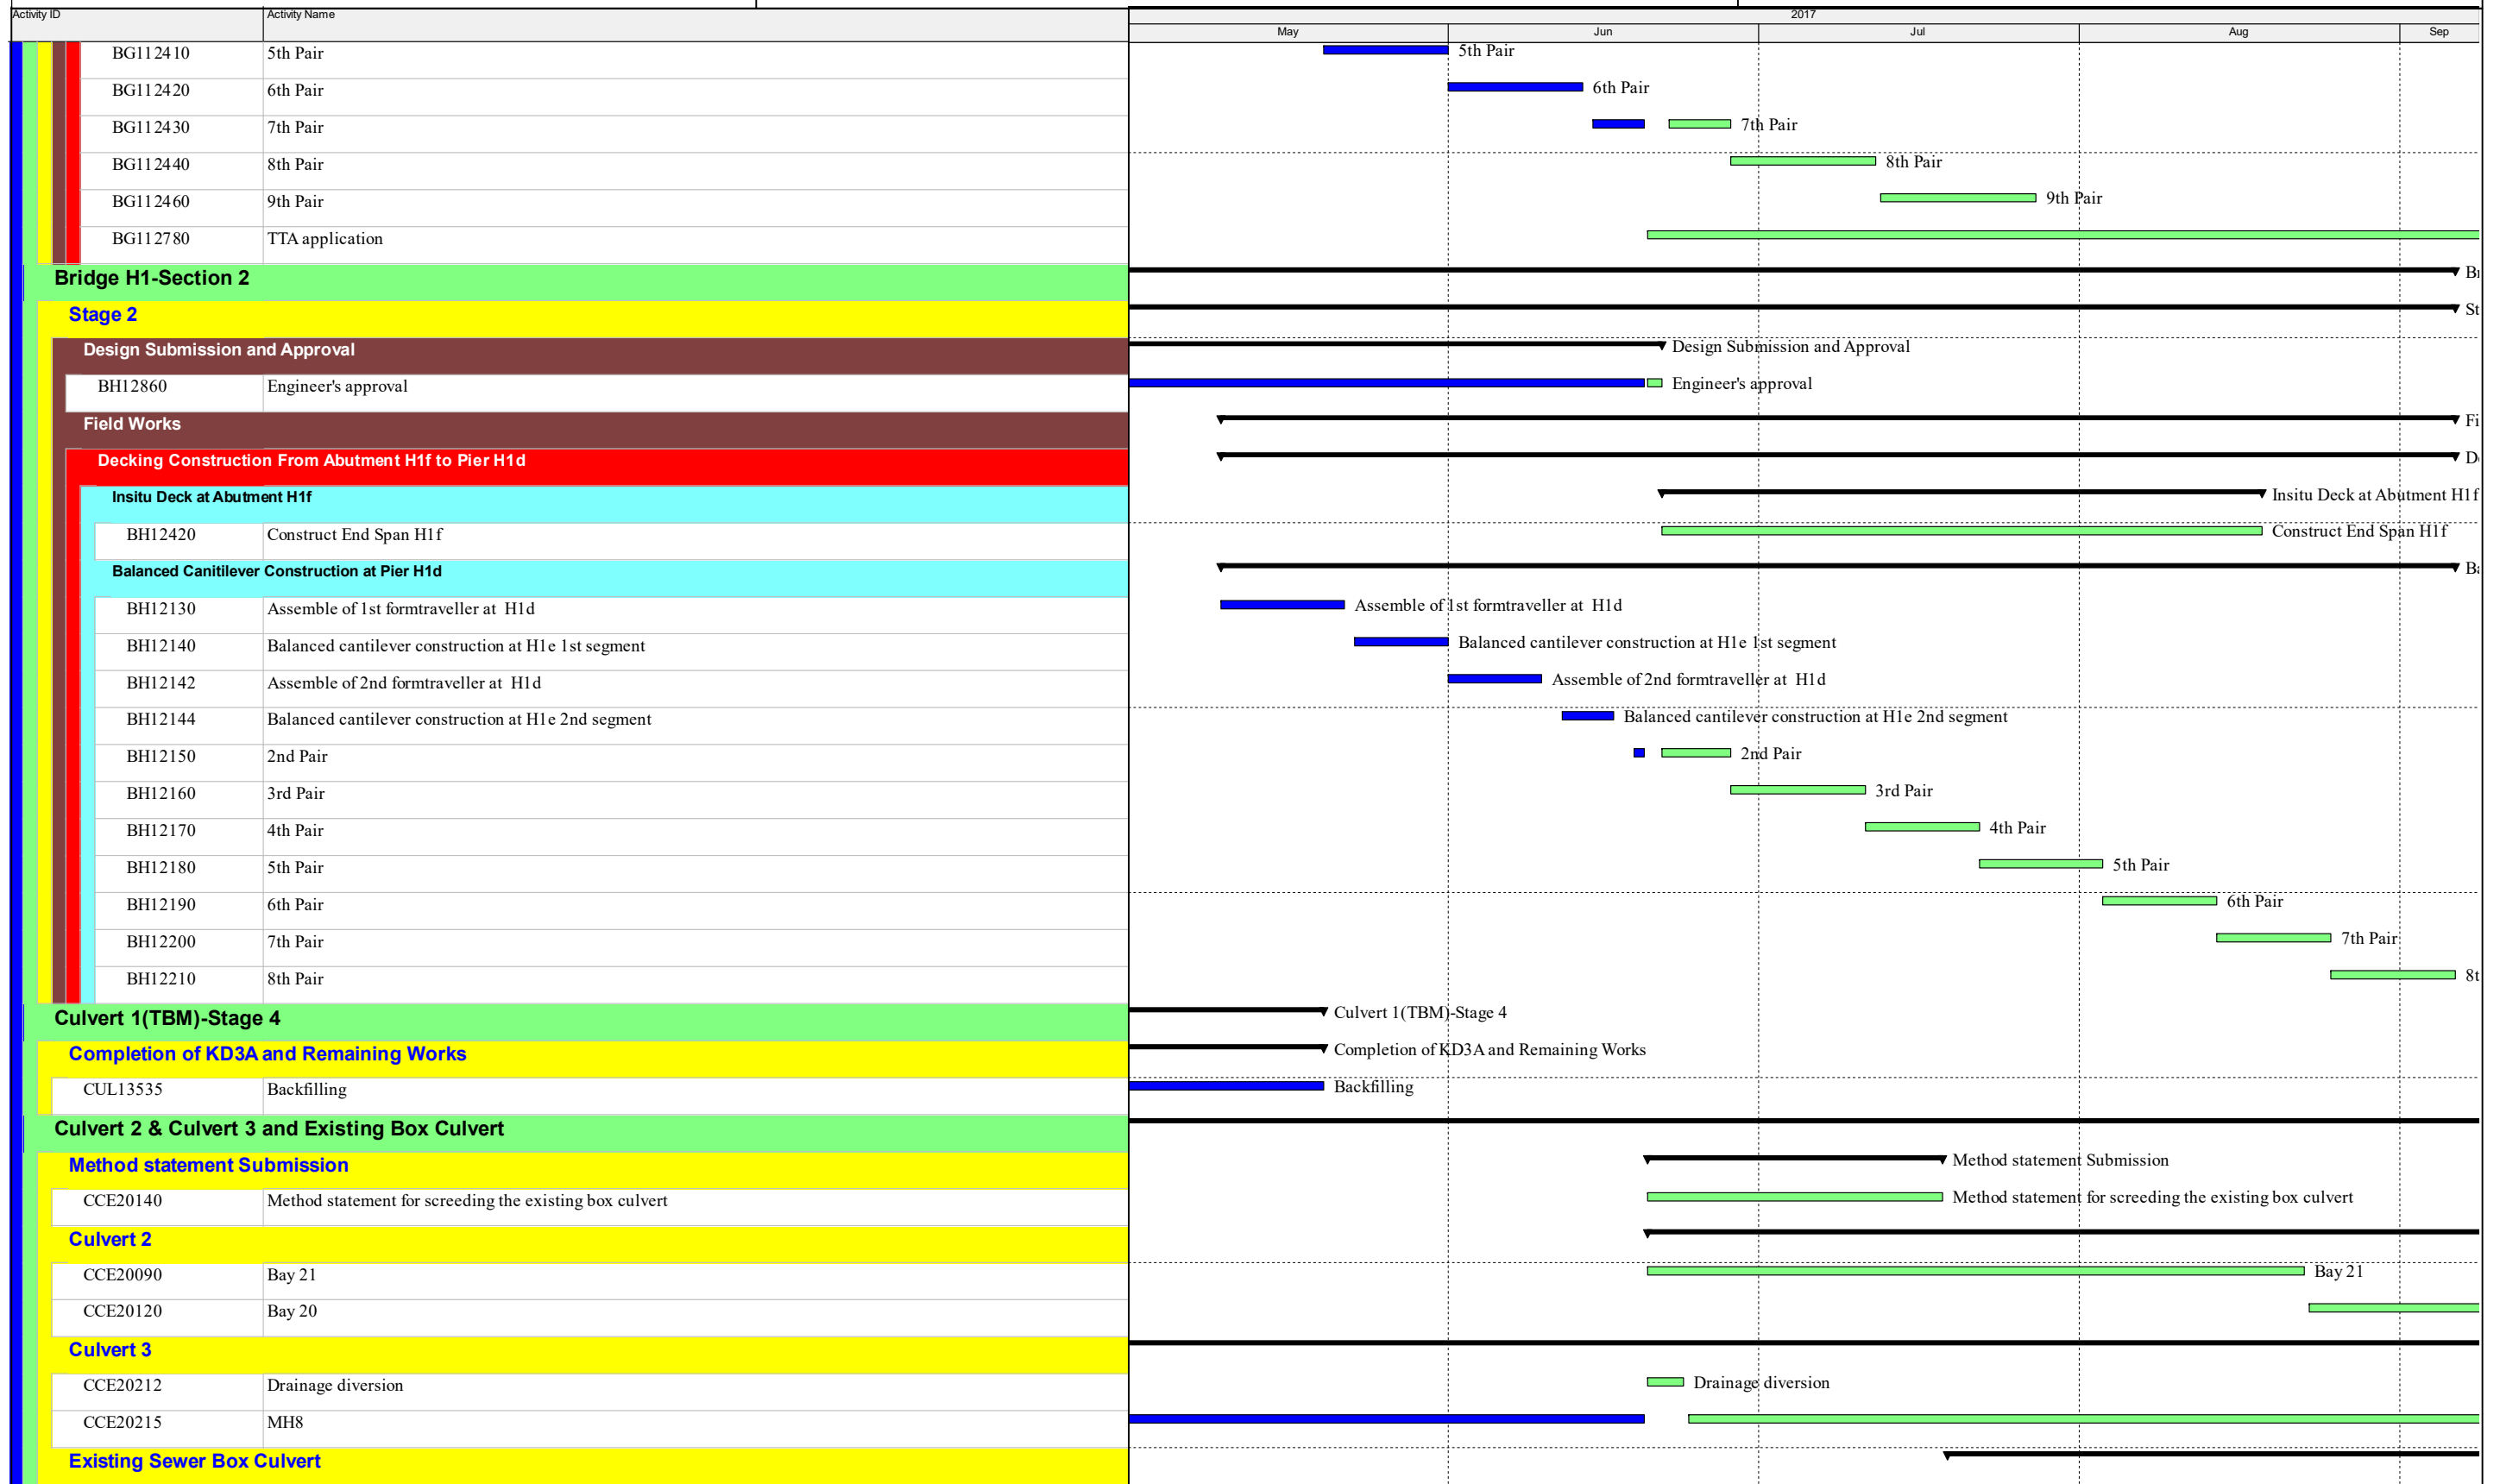 Activity ID Activity Name 2017
May Jun Jul Aug Sep
BG112410 5th Pair 5th Pair
BG112420 6th Pair 6th Pair
BG112430 7th Pair 7th Pair
BG112440 8th Pair 8th Pair
BG112460 9th Pair 9th Pair
BG112780 TTA application
Bridge H1-Section 2 Br
Stage 2 St
Design Submission and Approval Design Submission and Approval
BH12860 Engineer's approval Engineer's approval
Field Works Fi
Decking Construction From Abutment H1f to Pier H1d D
Insitu Deck at Abutment H1f Insitu Deck at Abutment H1f
BH12420 Construct End Span H1f Construct End Span H1f
Balanced Canitilever Construction at Pier H1d Ba
BH12130 Assemble of 1st formtraveller at H1d Assemble of 1st formtraveller at H1d
BH12140 Balanced cantilever construction at H1e 1st segment Balanced cantilever construction at H1e 1st segment
BH12142 Assemble of 2nd formtraveller at H1d Assemble of 2nd formtraveller at H1d
BH12144 Balanced cantilever construction at H1e 2nd segment Balanced cantilever construction at H1e 2nd segment
BH12150 2nd Pair 2nd Pair
BH12160 3rd Pair 3rd Pair
BH12170 4th Pair 4th Pair
BH12180 5th Pair 5th Pair
BH12190 6th Pair 6th Pair
BH12200 7th Pair 7th Pair
BH12210 8th Pair 8t
Culvert 1(TBM)-Stage 4 Culvert 1(TBM)-Stage 4
Completion of KD3A and Remaining Works Completion of KD3A and Remaining Works
CUL13535 Backfilling Backfilling
Culvert 2 & Culvert 3 and Existing Box Culvert
Method statement Submission Method statement Submission
CCE20140 Method statement for screeding the existing box culvert Method statement for screeding the existing box culvert
Culvert 2
CCE20090 Bay 21 Bay 21
CCE20120 Bay 20
Culvert 3
CCE20212 Drainage diversion Drainage diversion
CCE20215 MH8
Existing Sewer Box Culvert